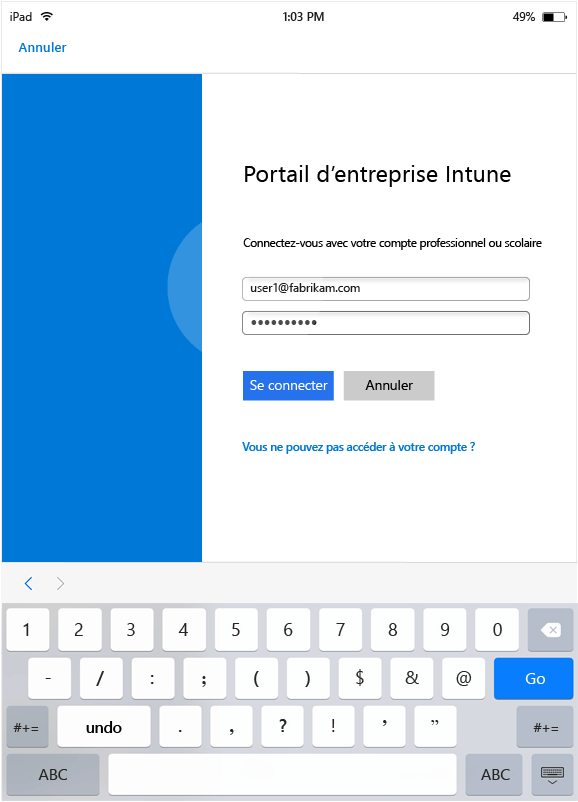 iPad 1:03 PM 49%
Annuler
Portail d’entreprise Intune
Connectez-vous avec votre compte professionnel ou scolaire
user1@fabrikam.com
••••••••••
Se connecter Annuler
Vous ne pouvez pas accéder à votre compte ?
1 2 3 4 5 6 7 8 9 0
- / : ; ( ) $ & @ Go
#+= undo . , ? ! ’ ” #+=
ABC ABC